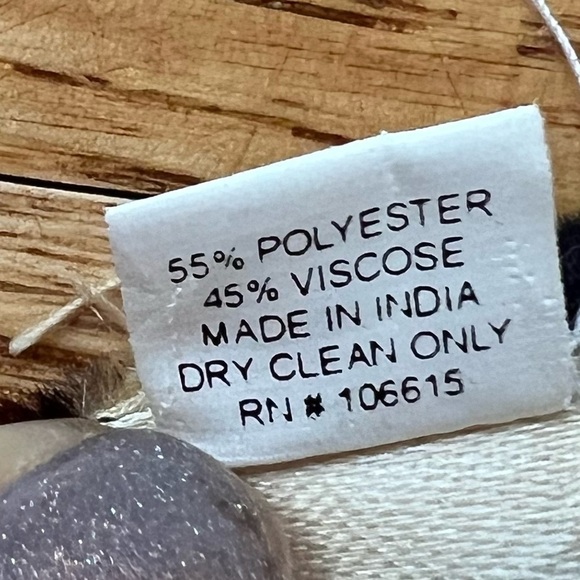 55% POLYESTER
45% VISCOSE
MADE IN INDIA
DRY CLEAN ONLY
RN # 106615